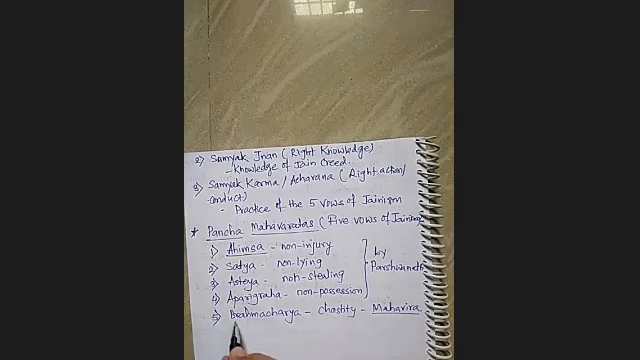 2) Samyak Jnan (Right Knowledge)
- Knowledge of Jain Creed.
3) Samyak Karma / Acharana (Right action/
conduct)
- Practice of the 5 vows of Jainism
* Pancha Mahavaratas (Five vows of Jainism)
1) Ahimsa - non-injury
2) Satya - non-lying
3) Asteya - non-stealing
4) Aparigraha - non-possession
by
Parshwanath
5) Brahmacharya - Chastity - Mahavira